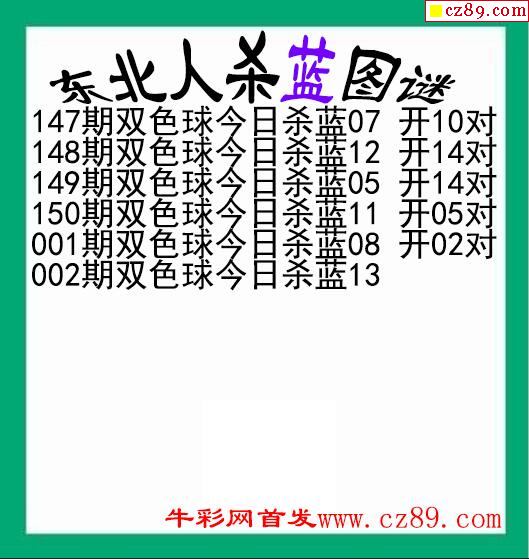 cz89.com
东北人杀蓝图谜
147期双色球今日杀蓝07 开10对
148期双色球今日杀蓝12 开14对
149期双色球今日杀蓝05 开14对
150期双色球今日杀蓝11 开05对
001期双色球今日杀蓝08 开02对
002期双色球今日杀蓝13
牛彩网首发www.cz89.com